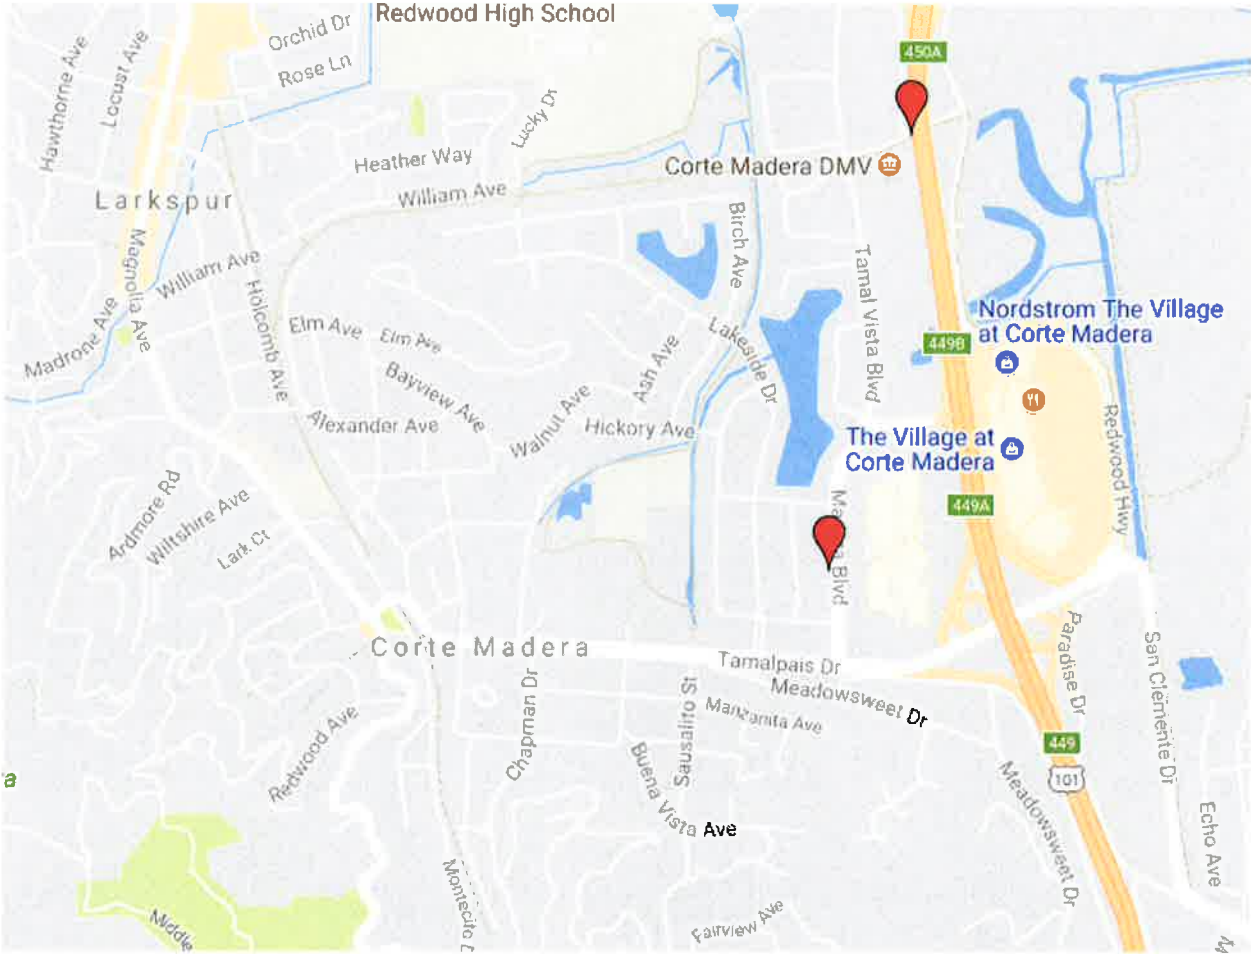 Redwood High School
Orchid Dr
Rose Ln
Hawthorne Ave
Locust Ave
450A
Lucky Dr
Heather Way
Corte Madera DMV
William Ave
Larkspur
Birch Ave
Magnolia Ave
William Ave
Holcomb Ave
Tamal Vista Blvd
Madrone Ave
Elm Ave
Elm Ave
Nordstrom The Village
at Corte Madera
449B
Lakeside Dr
Ash Ave
Bayview Ave
Walnut Ave
Alexander Ave
Hickory Ave
The Village at
Corte Madera
Redwood Hwy
Ardmore Rd
Wiltshire Ave
Lark Ct
449A
Ma a Blvd
Corte Madera
Tamalpais Dr
Paradise Dr
San Clemente Dr
Meadowsweet Dr
Manzanita Ave
Sausalito St
Chapman Dr
Redwood Ave
Buena Vista Ave
449
101
a
Meadowsweet Dr
Echo Ave
Montecito D
Middle
Fairview Ave